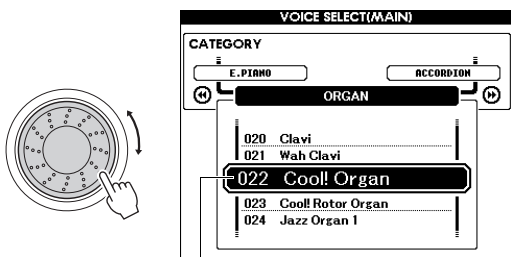 VOICE SELECT(MAIN)
CATEGORY
E.PIANO
ACCORDION
ORGAN
020 Clavi
021 Wah Clavi
022 Cool! Organ
023 Cool! Rotor Organ
024 Jazz Organ 1